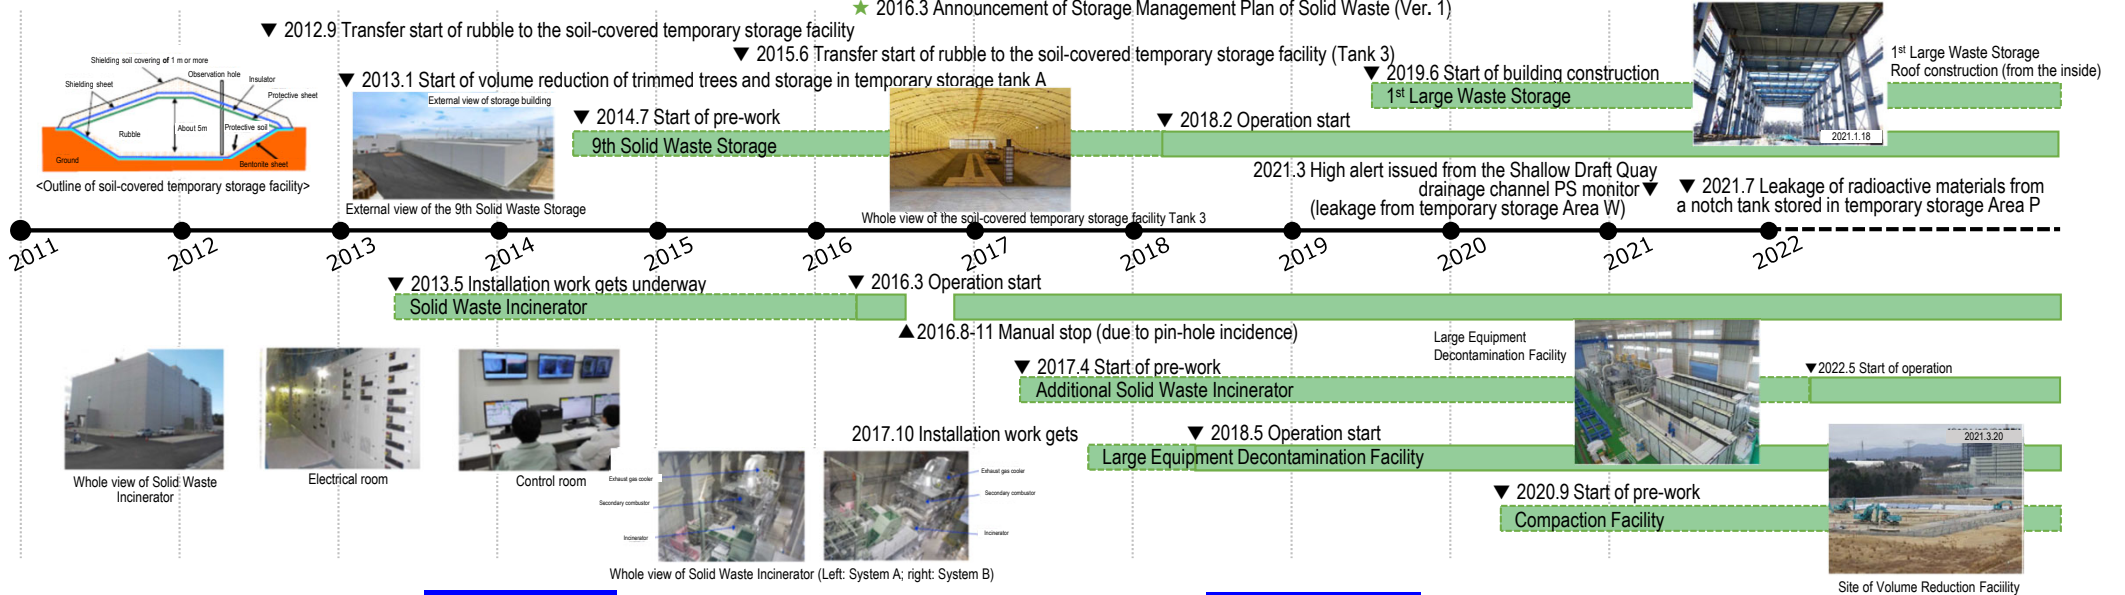 ★ 2016.3 Announcement of Storage Management Plan of Solid Waste (Ver. 1)
▼ 2012.9 Transfer start of rubble to the soil-covered temporary storage facility
▼ 2015.6 Transfer start of rubble to the soil-covered temporary storage facility (Tank 3)
▼ 2013.1 Start of volume reduction of trimmed trees and storage in temporary storage tank A
Shielding soil covering of 1 m or more
Shielding sheet
Observation hole
Insulator
Protective sheet
Rubble
About 5m
Protective soil
Ground
Bentonite sheet
<Outline of soil-covered temporary storage facility>
External view of storage building
External view of the 9th Solid Waste Storage
▼ 2014.7 Start of pre-work
9th Solid Waste Storage
▼ 2018.2 Operation start
Whole view of the soil-covered temporary storage facility Tank 3
▼ 2019.6 Start of building construction
1st Large Waste Storage
2021.1.18
1st Large Waste Storage
Roof construction (from the inside)
2021.3 High alert issued from the Shallow Draft Quay
drainage channel PS monitor ▼
(leakage from temporary storage Area W)
▼ 2021.7 Leakage of radioactive materials from
a notch tank stored in temporary storage Area P
2011
2012
2013
2014
2015
2016
2017
2018
2019
2020
2021
2022
▼ 2013.5 Installation work gets underway
Solid Waste Incinerator
▼ 2016.3 Operation start
▲2016.8-11 Manual stop (due to pin-hole incidence)
▼ 2017.4 Start of pre-work
Additional Solid Waste Incinerator
▼2022.5 Start of operation
Large Equipment
Decontamination Facility
2017.10 Installation work gets
▼ 2018.5 Operation start
Large Equipment Decontamination Facility
▼ 2020.9 Start of pre-work
Compaction Facility
2021.3.20
Site of Volume Reduction Faciility
Whole view of Solid Waste
Incinerator
Electrical room
Control room
Exhaust gas cooler
Secondary combustor
Incinerator
Exhaust gas cooler
Secondary combustor
Incinerator
Whole view of Solid Waste Incinerator (Left: System A; right: System B)